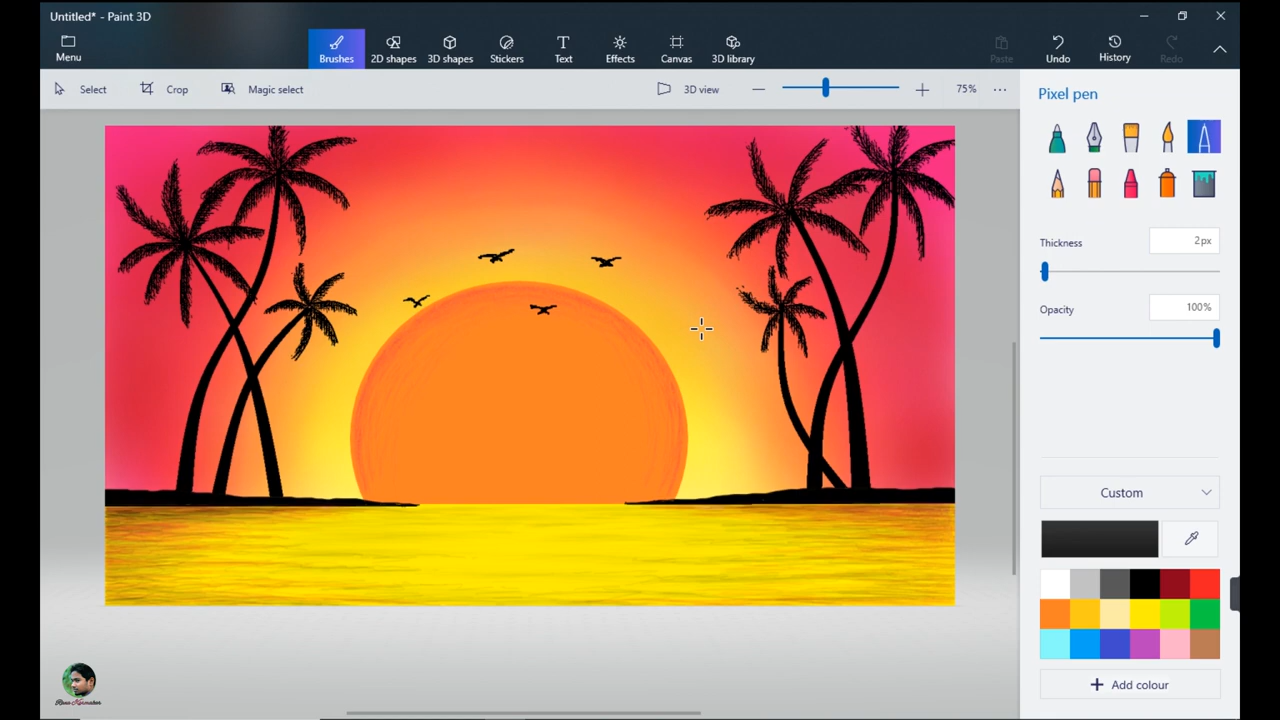 Untitled* - Paint 3D
Menu
Brushes
2D shapes
3D shapes
Stickers
Text
Effects
Canvas
3D library
Paste
Undo
History
Redo
Select
Crop
Magic select
3D view
75%
Pixel pen
Thickness
2px
Opacity
100%
Custom
Add colour